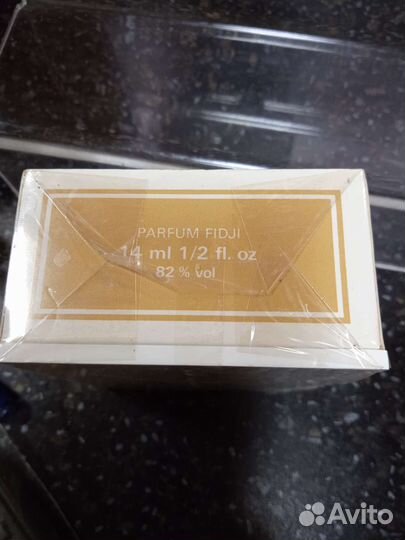 PARFUM FIDJI
14 ml 1/2 fl. oz
82 % vol
Avito